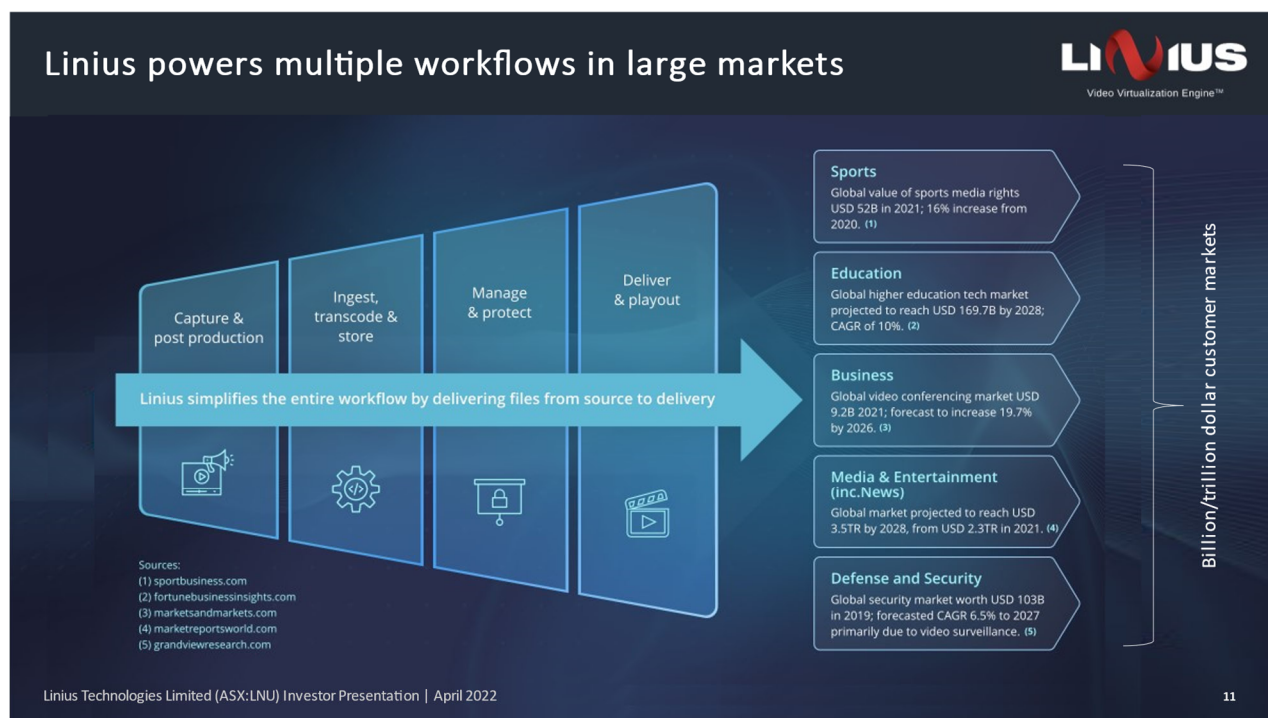 Linius powers multiple workflows in large markets
LINIUS
Video Virtualization Engine™
Capture &
post production
Ingest,
transcode &
store
Manage
& protect
Deliver
& playout
Linius simplifies the entire workflow by delivering files from source to delivery
</>
Sports
Global value of sports media rights
USD 52B in 2021; 16% increase from
2020. (1)
Education
Global higher education tech market
projected to reach USD 169.7B by 2028;
CAGR of 10%. (2)
Business
Global video conferencing market USD
9.2B 2021; forecast to increase 19.7%
by 2026. (3)
Media & Entertainment
(inc.News)
Global market projected to reach USD
3.5TR by 2028, from USD 2.3TR in 2021. (4)
Defense and Security
Global security market worth USD 103B
in 2019; forecasted CAGR 6.5% to 2027
primarily due to video surveillance. (5)
Billion/trillion dollar customer markets
Sources:
(1) sportbusiness.com
(2) fortunebusinessinsights.com
(3) marketsandmarkets.com
(4) marketreportsworld.com
(5) grandviewresearch.com
Linius Technologies Limited (ASX:LNU) Investor Presentation | April 2022
11